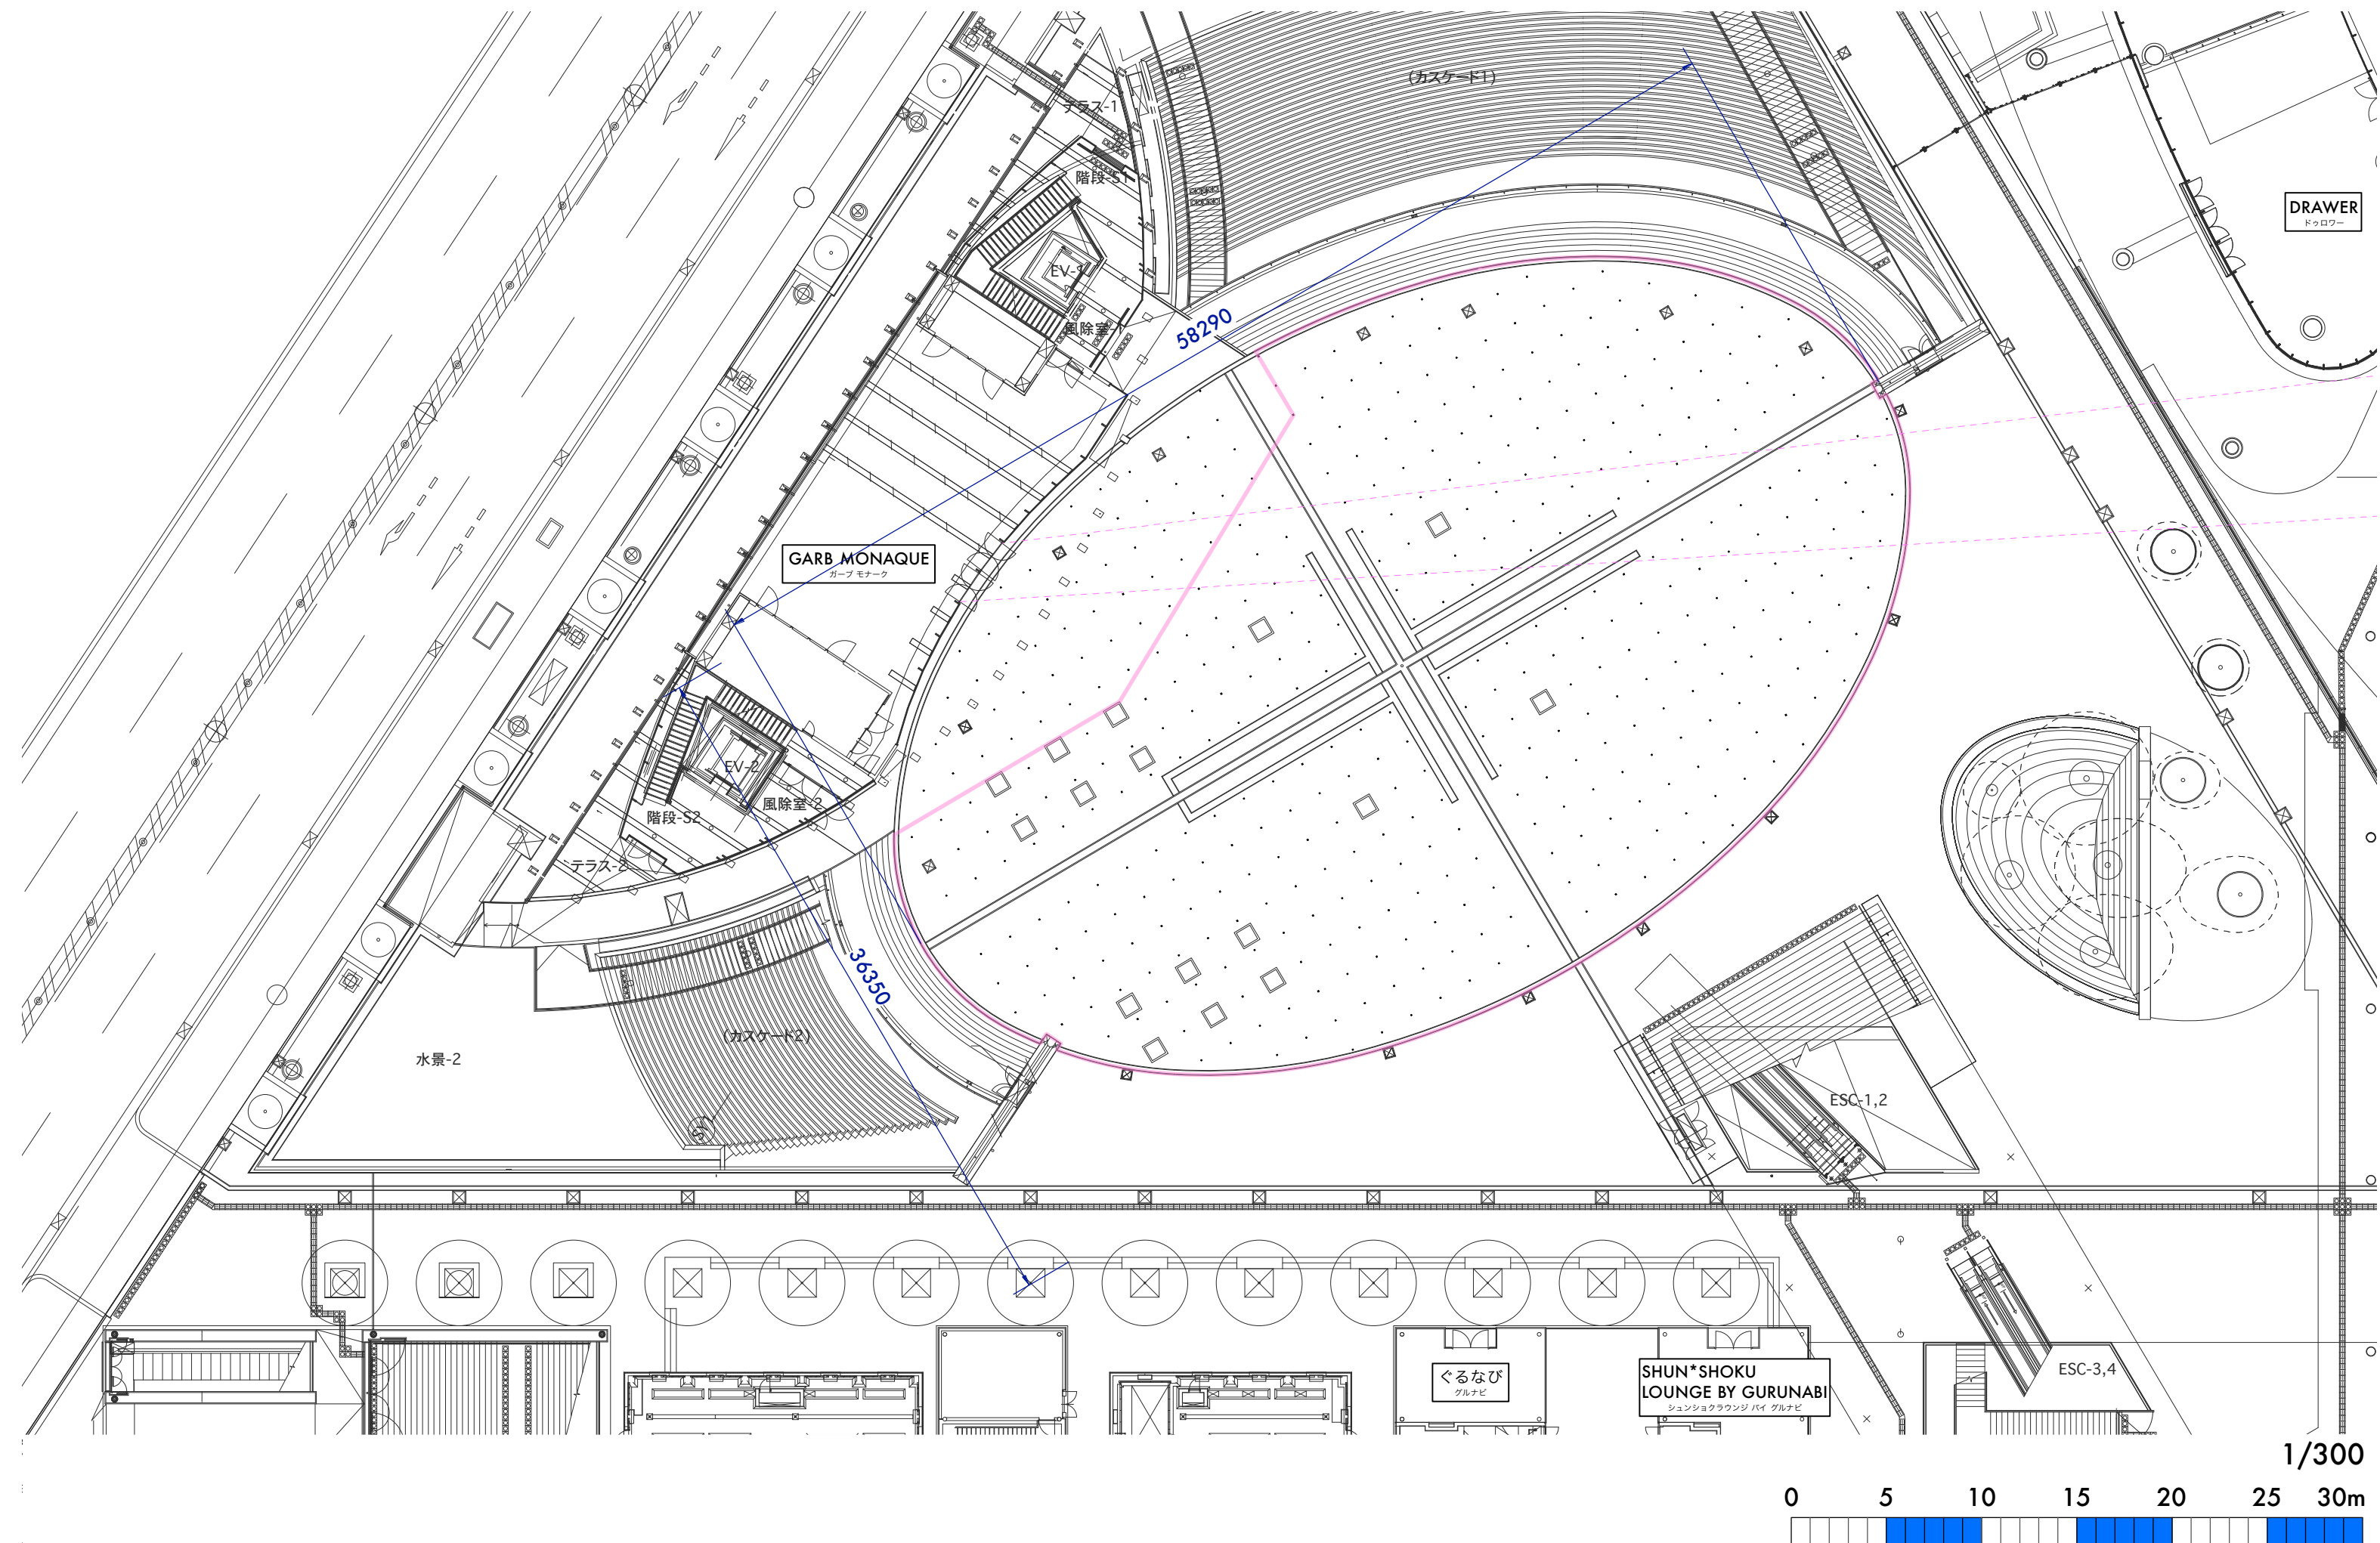 (カスケード1)
テラス-1
階段-S1
DRAWER
ドゥロワー
EV-1
風除室-1
58290
GARB MONAQUE
ガーブ モナーク
EV-2
風除室-2
階段-S2
テラス-2
36350
(カスケード2)
水景-2
ESC-1,2
ESC-3,4
ぐるなび
グルナビ
SHUN*SHOKU
LOUNGE BY GURUNABI
シュンショクラウンジ バイ グルナビ
1/300
0 5 10 15 20 25 30m